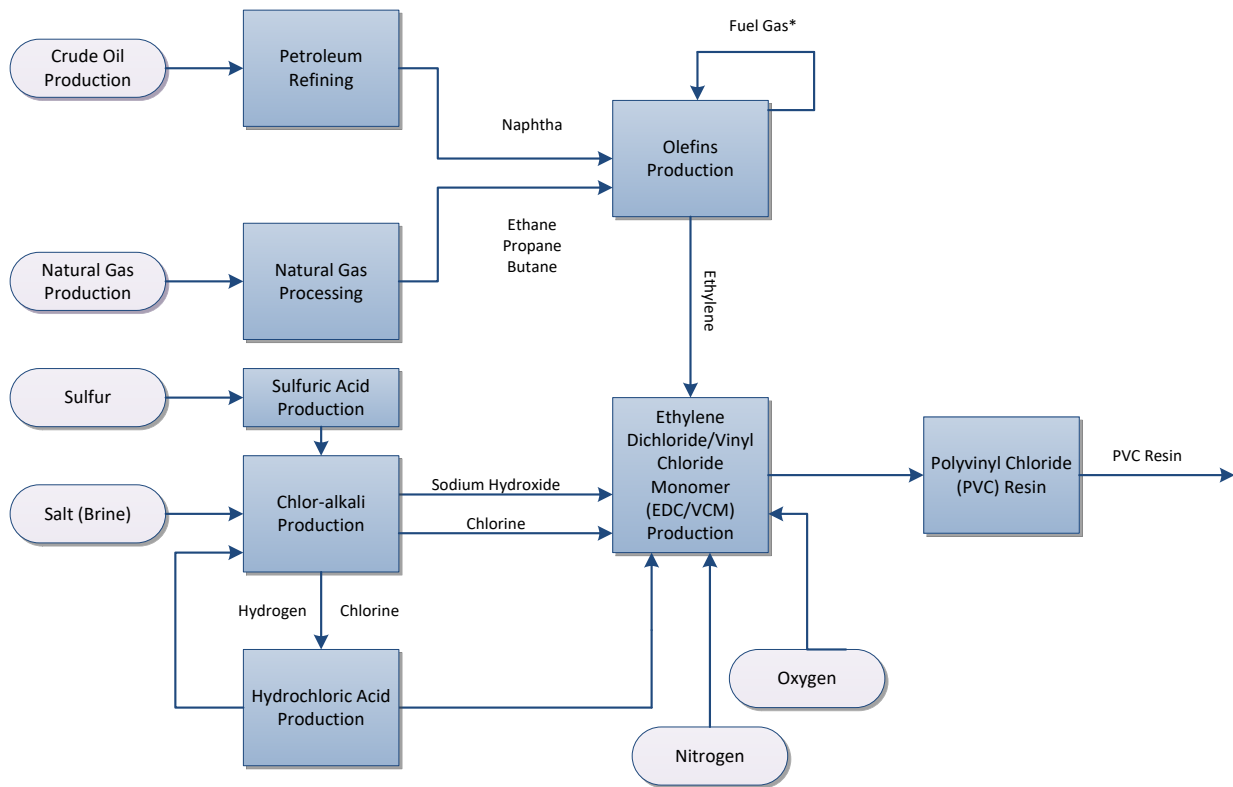 Fuel Gas*
Crude Oil
Production
Petroleum
Refining
Naphtha
Olefins
Production
Ethane
Propane
Butane
Natural Gas
Production
Natural Gas
Processing
Ethylene
Sulfur
Sulfuric Acid
Production
Ethylene
Dichloride/Vinyl
Chloride
Monomer
(EDC/VCM)
Production
Polyvinyl Chloride
(PVC) Resin
PVC Resin
Salt (Brine)
Chlor-alkali
Production
Sodium Hydroxide
Chlorine
Hydrogen
Chlorine
Hydrochloric Acid
Production
Oxygen
Nitrogen